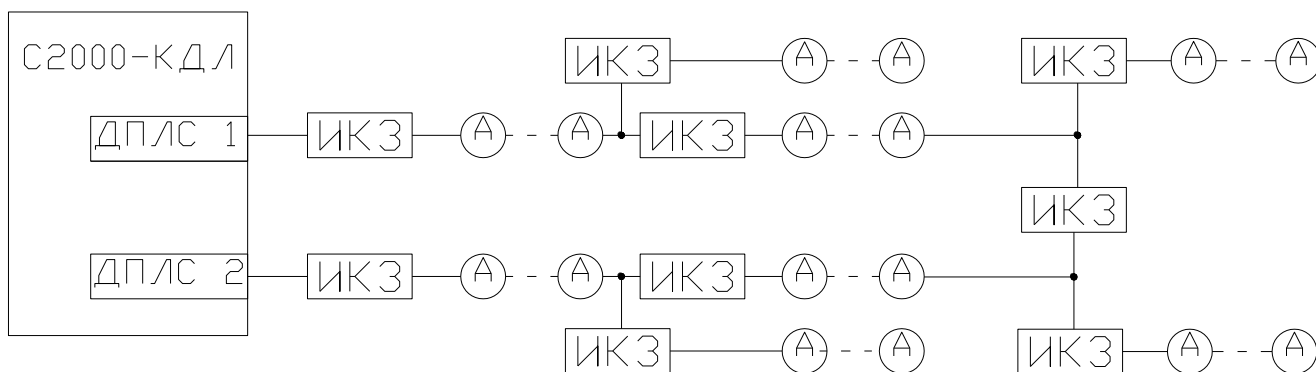 С2000-КДЛ
ИКЗ А А ИКЗ А А
ДПЛС 1 ИКЗ А А ИКЗ А А
ИКЗ
ДПЛС 2 ИКЗ А А ИКЗ А А
ИКЗ А А ИКЗ А А